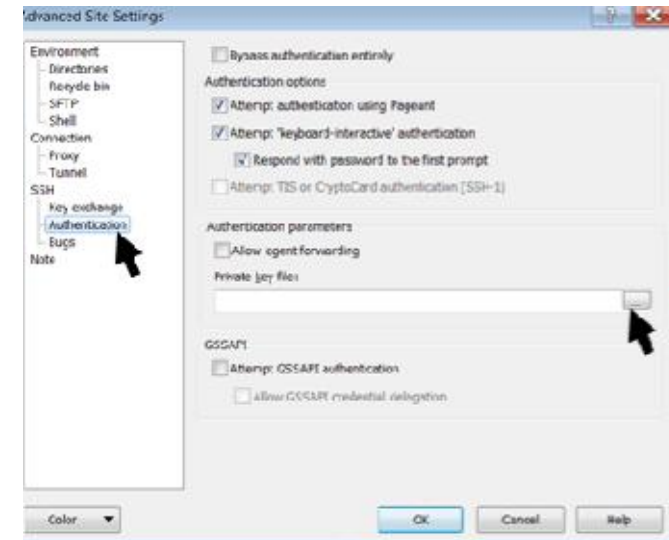 Advanced Site Settings
Environment
Directories
Recycle bin
SFTP
Shell
Connection
Proxy
Tunnel
SSH
Key exchange
Authentication
Bugs
Note
Bypass authentication entirely
Authentication options
Attempt authentication using Pageant
Attempt 'keyboard-interactive' authentication
Respond with password to the first prompt
Attempt TIS or CryptoCard authentication (SSH-1)
Authentication parameters
Allow agent forwarding
Private key file:
...
GSSAPI
Attempt GSSAPI authentication
Allow GSSAPI credential delegation
Color
OK
Cancel
Help